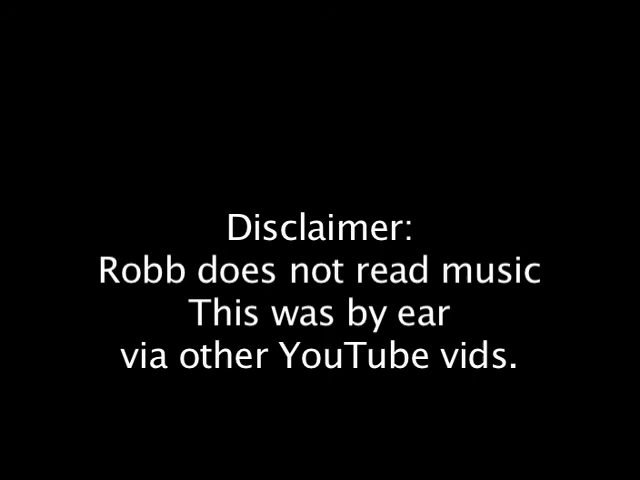 Disclaimer:
Robb does not read music
This was by ear
via other YouTube vids.